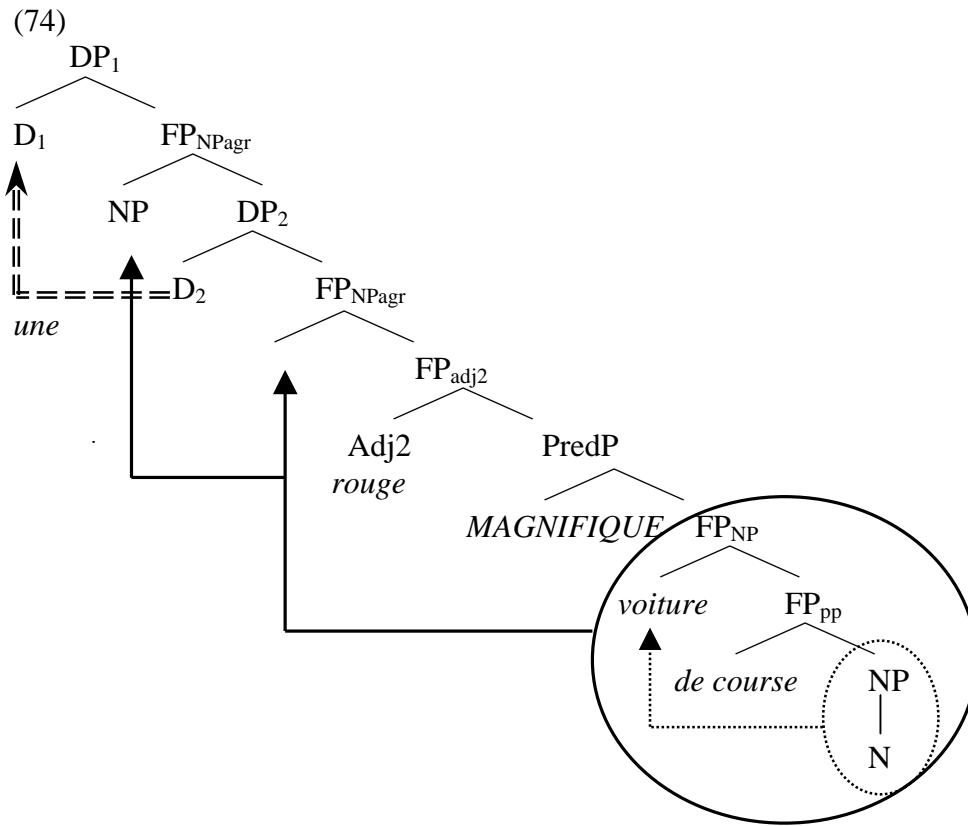 (74)
DP1
D1 FPNPagr
NP DP2
D2 FPNPagr
une
FPadj2
Adj2 PredP
rouge
MAGNIFIQUE FPNP
voiture FPpp
de course NP
N